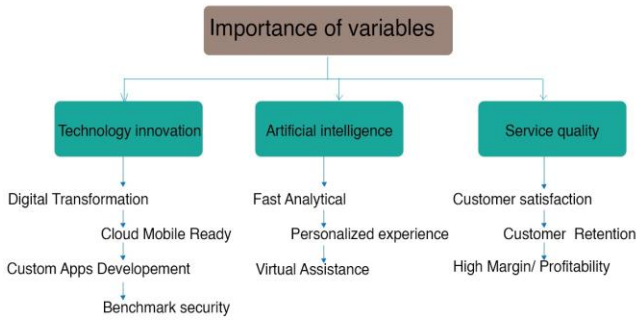 Importance of variables
Technology innovation
Artificial intelligence
Service quality
Digital Transformation
Cloud Mobile Ready
Custom Apps Developement
Benchmark security
Fast Analytical
Personalized experience
Virtual Assistance
Customer satisfaction
Customer Retention
High Margin/ Profitability